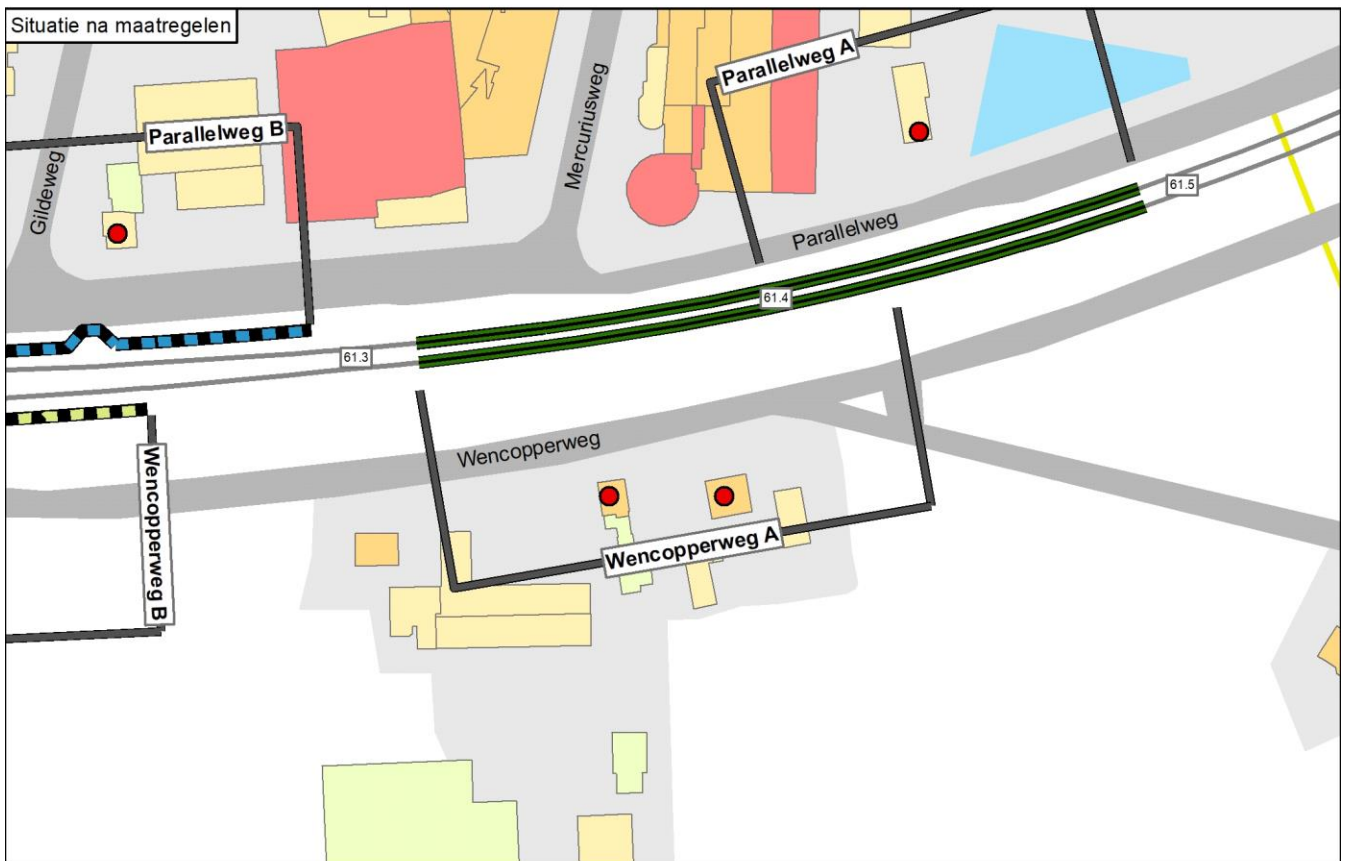 Situatie na maatregelen
Parallelweg A
Parallelweg B
Gildeweg
Mercuriusweg
Parallelweg
61.5
61.4
61.3
Wencopperweg
Wencopperweg B
Wencopperweg A